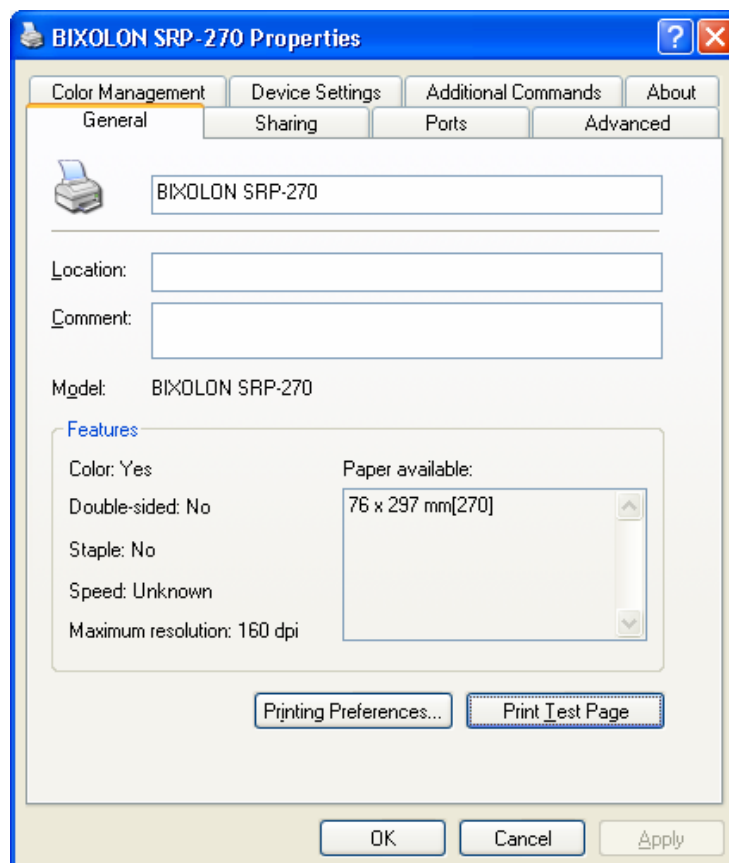 BIXOLON SRP-270 Properties
Color Management Device Settings Additional Commands About
General Sharing Ports Advanced
BIXOLON SRP-270
Location:
Comment:
Model: BIXOLON SRP-270
Features
Color: Yes Paper available:
Double-sided: No 76 x 297 mm[270]
Staple: No
Speed: Unknown
Maximum resolution: 160 dpi
Printing Preferences... Print Test Page
OK Cancel Apply